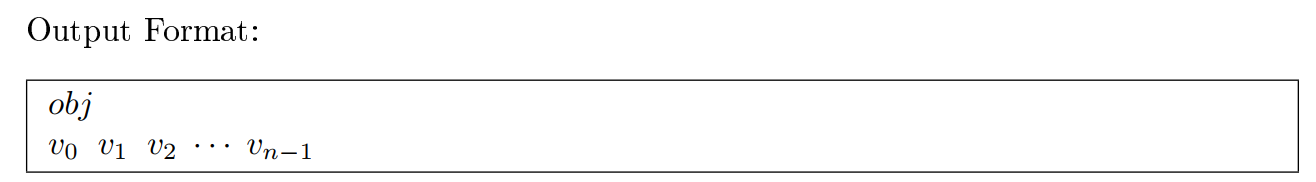 Output Format:
obj
v₀ v₁ v₂ ⋯ vₙ₋₁